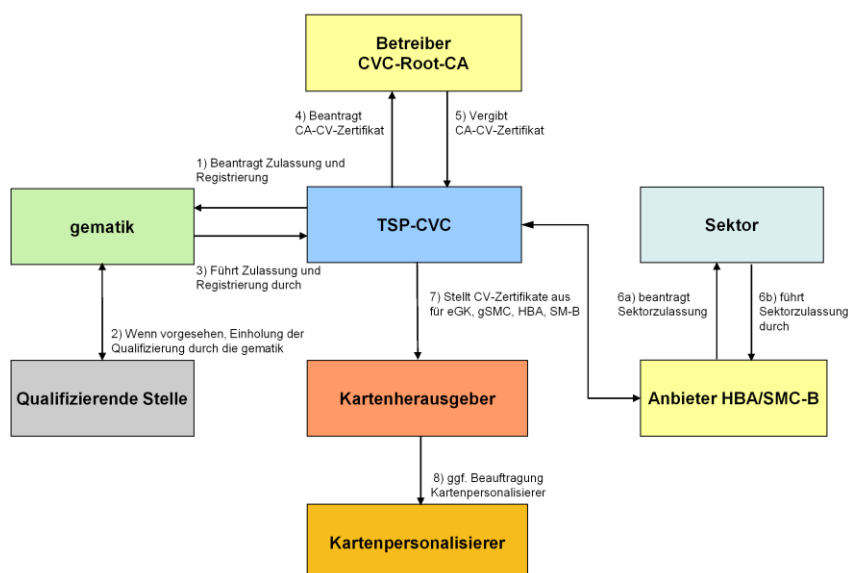 Betreiber
CVC-Root-CA
4) Beantragt
CA-CV-Zertifikat
5) Vergibt
CA-CV-Zertifikat
1) Beantragt Zulassung und
Registrierung
gematik
TSP-CVC
Sektor
3) Führt Zulassung und
Registrierung durch
7) Stellt CV-Zertifikate aus
für eGK, gSMC, HBA, SM-B
6a) beantragt
Sektorzulassung
6b) führt
Sektorzulassung
durch
2) Wenn vorgesehen, Einholung der
Qualifizierung durch die gematik
Qualifizierende Stelle
Kartenherausgeber
Anbieter HBA/SMC-B
8) ggf. Beauftragung
Kartenpersonalisierer
Kartenpersonalisierer